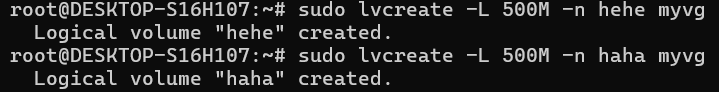 root@DESKTOP-S16H107:~# sudo lvcreate -L 500M -n hehe myvg
  Logical volume "hehe" created.
root@DESKTOP-S16H107:~# sudo lvcreate -L 500M -n haha myvg
  Logical volume "haha" created.